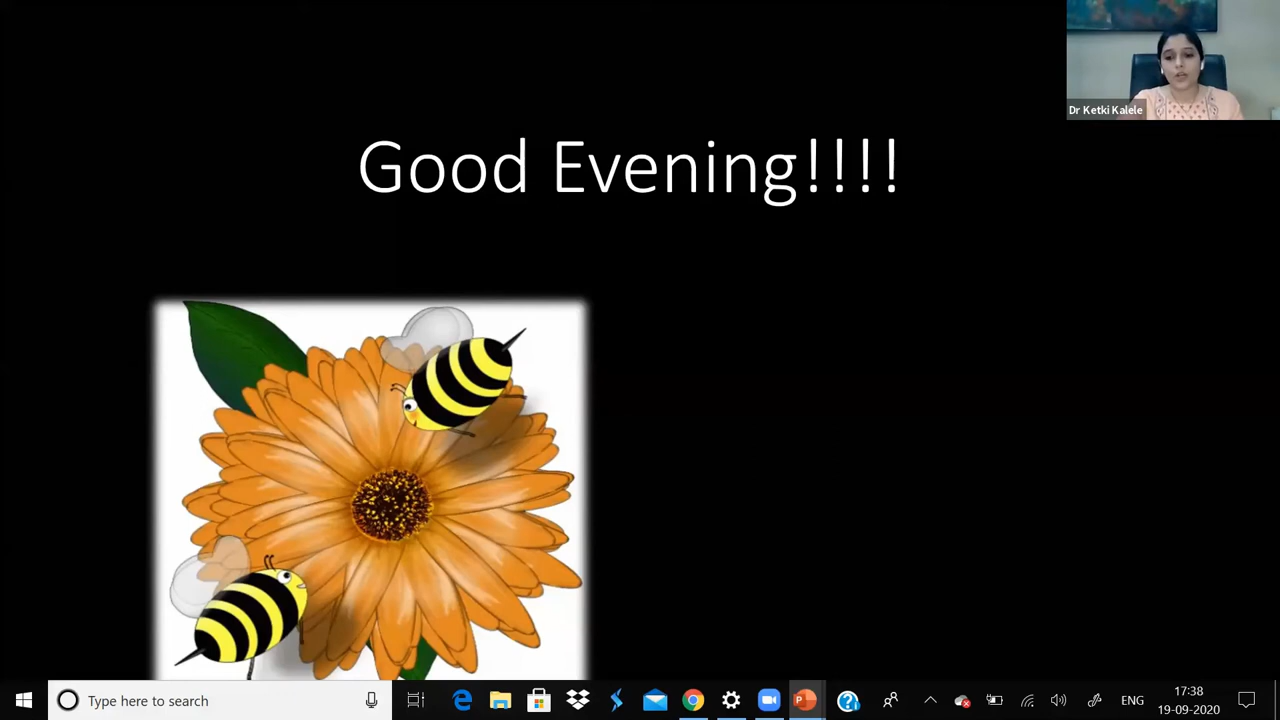 Dr Ketki Kalele
Good Evening!!!!
Type here to search
ENG
17:38
19-09-2020